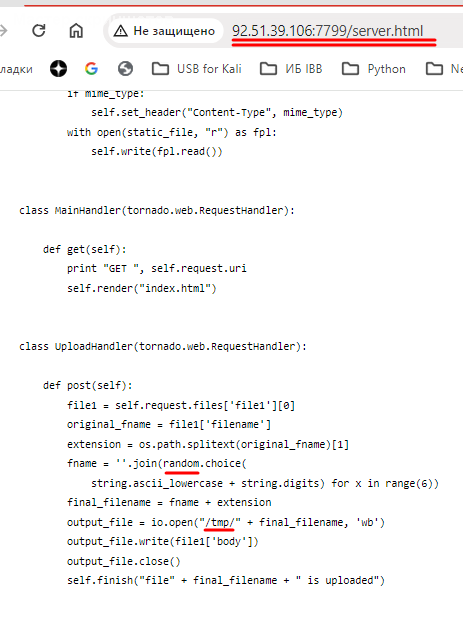 Не защищено
92.51.39.106:7799/server.html
ладки
G
USB for Kali
ИБ IBB
Python
Ne
if mime_type:
self.set_header("Content-Type", mime_type)
with open(static_file, "r") as fpl:
self.write(fpl.read())
class MainHandler(tornado.web.RequestHandler):
def get(self):
print "GET ", self.request.uri
self.render("index.html")
class UploadHandler(tornado.web.RequestHandler):
def post(self):
file1 = self.request.files['file1'][0]
original_fname = file1['filename']
extension = os.path.splitext(original_fname)[1]
fname = ''.join(random.choice(
string.ascii_lowercase + string.digits) for x in range(6))
final_filename = fname + extension
output_file = io.open("/tmp/" + final_filename, 'wb')
output_file.write(file1['body'])
output_file.close()
self.finish("file" + final_filename + " is uploaded")